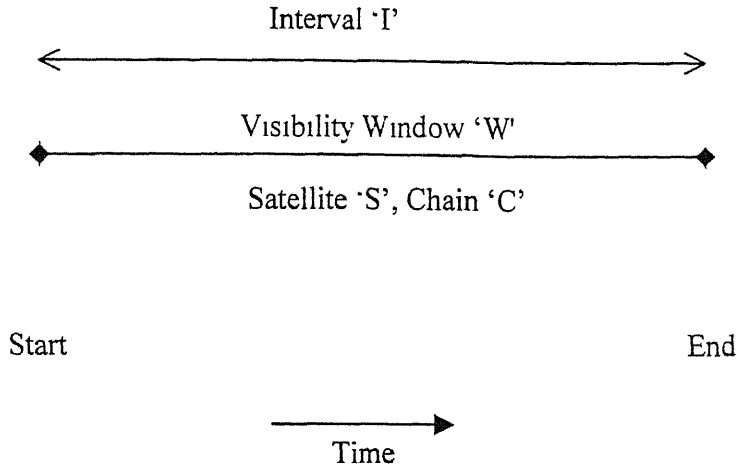 Interval ‘I’
Visibility Window ‘W’
Satellite ‘S’, Chain ‘C’
Start
End
Time